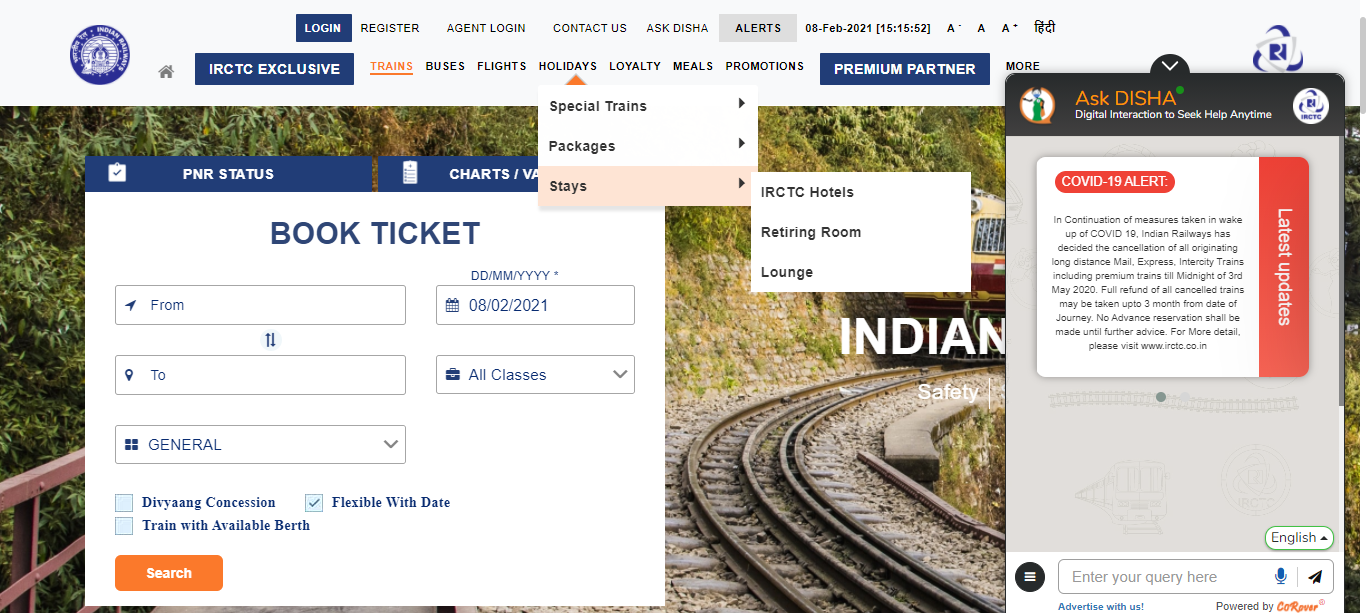 LOGIN REGISTER AGENT LOGIN CONTACT US ASK DISHA ALERTS 08-Feb-2021 [15:15:52] A - A A + हिंदी
IRCTC EXCLUSIVE TRAINS BUSES FLIGHTS HOLIDAYS LOYALTY MEALS PROMOTIONS PREMIUM PARTNER MORE
Special Trains
Packages
Stays
IRCTC Hotels
Retiring Room
Lounge
PNR STATUS
CHARTS / VA
BOOK TICKET
DD/MM/YYYY *
From
08/02/2021
To
All Classes
GENERAL
Divyaang Concession
Flexible With Date
Train with Available Berth
Search
INDIAN
Safety |
Ask DISHA
Digital Interaction to Seek Help Anytime
IRCTC
COVID-19 ALERT:
In Continuation of measures taken in wake
up of COVID 19, Indian Railways has
decided the cancellation of all originating
long distance Mail, Express, Intercity Trains
including premium trains till Midnight of 3rd
May 2020. Full refund of all cancelled trains
may be taken upto 3 month from date of
Journey. No Advance reservation shall be
made until further advice. For More detail,
please visit www.irctc.co.in
Latest updates
English
Enter your query here
Advertise with us!
Powered by CoRover®